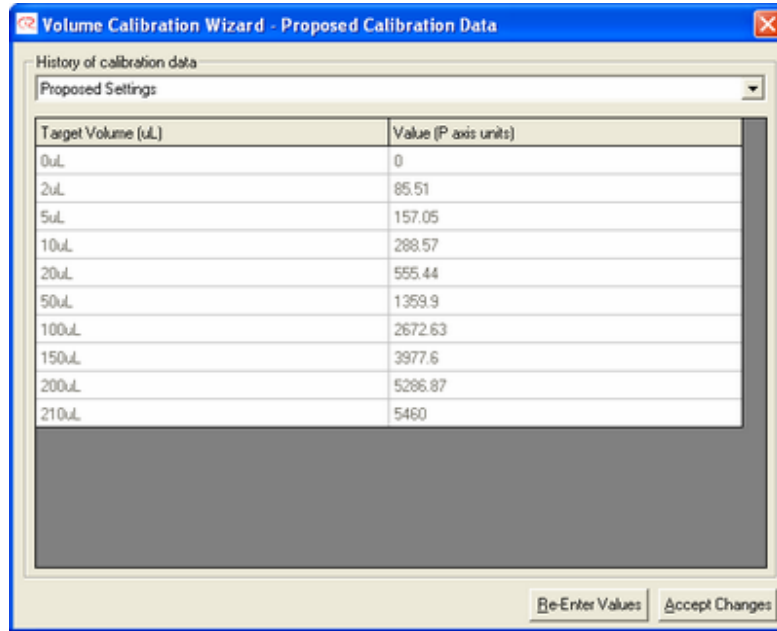 Volume Calibration Wizard - Proposed Calibration Data
History of calibration data
Proposed Settings
Target Volume (uL) Value (P axis units)
0uL 0
2uL 85.51
5uL 157.05
10uL 288.57
20uL 555.44
50uL 1359.9
100uL 2672.63
150uL 3977.6
200uL 5286.87
210uL 5460
Re-Enter Values Accept Changes